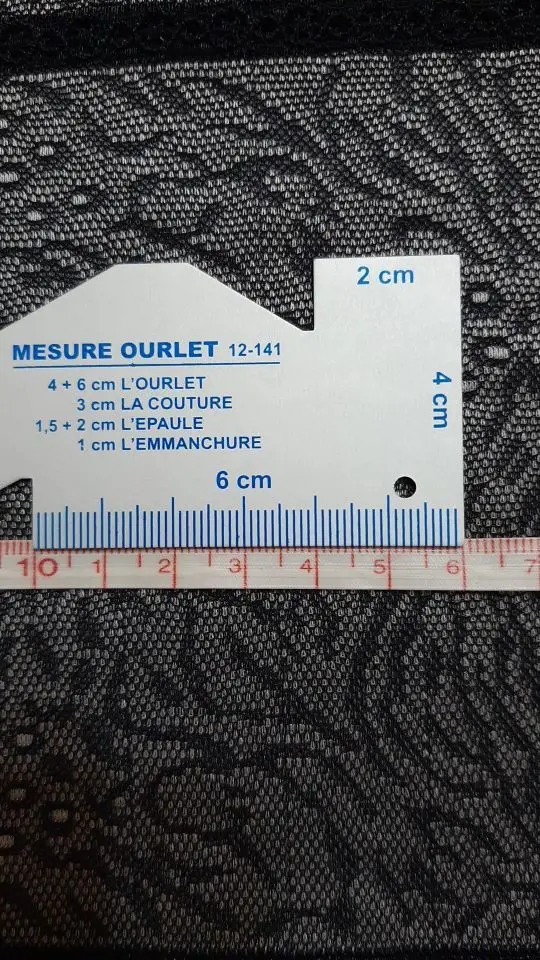 2 cm
MESURE OURLET 12-141
4 + 6 cm L'OURLET
3 cm LA COUTURE
1,5 + 2 cm L'EPAULE
1 cm L'EMMANCHURE
4 cm
6 cm
10 1 2 3 4 5 6 7